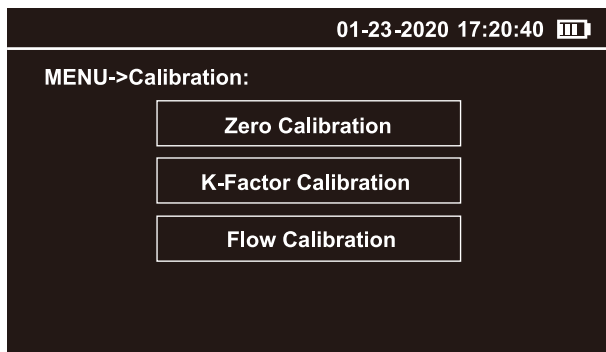 01-23-2020 17:20:40
MENU->Calibration:
Zero Calibration
K-Factor Calibration
Flow Calibration